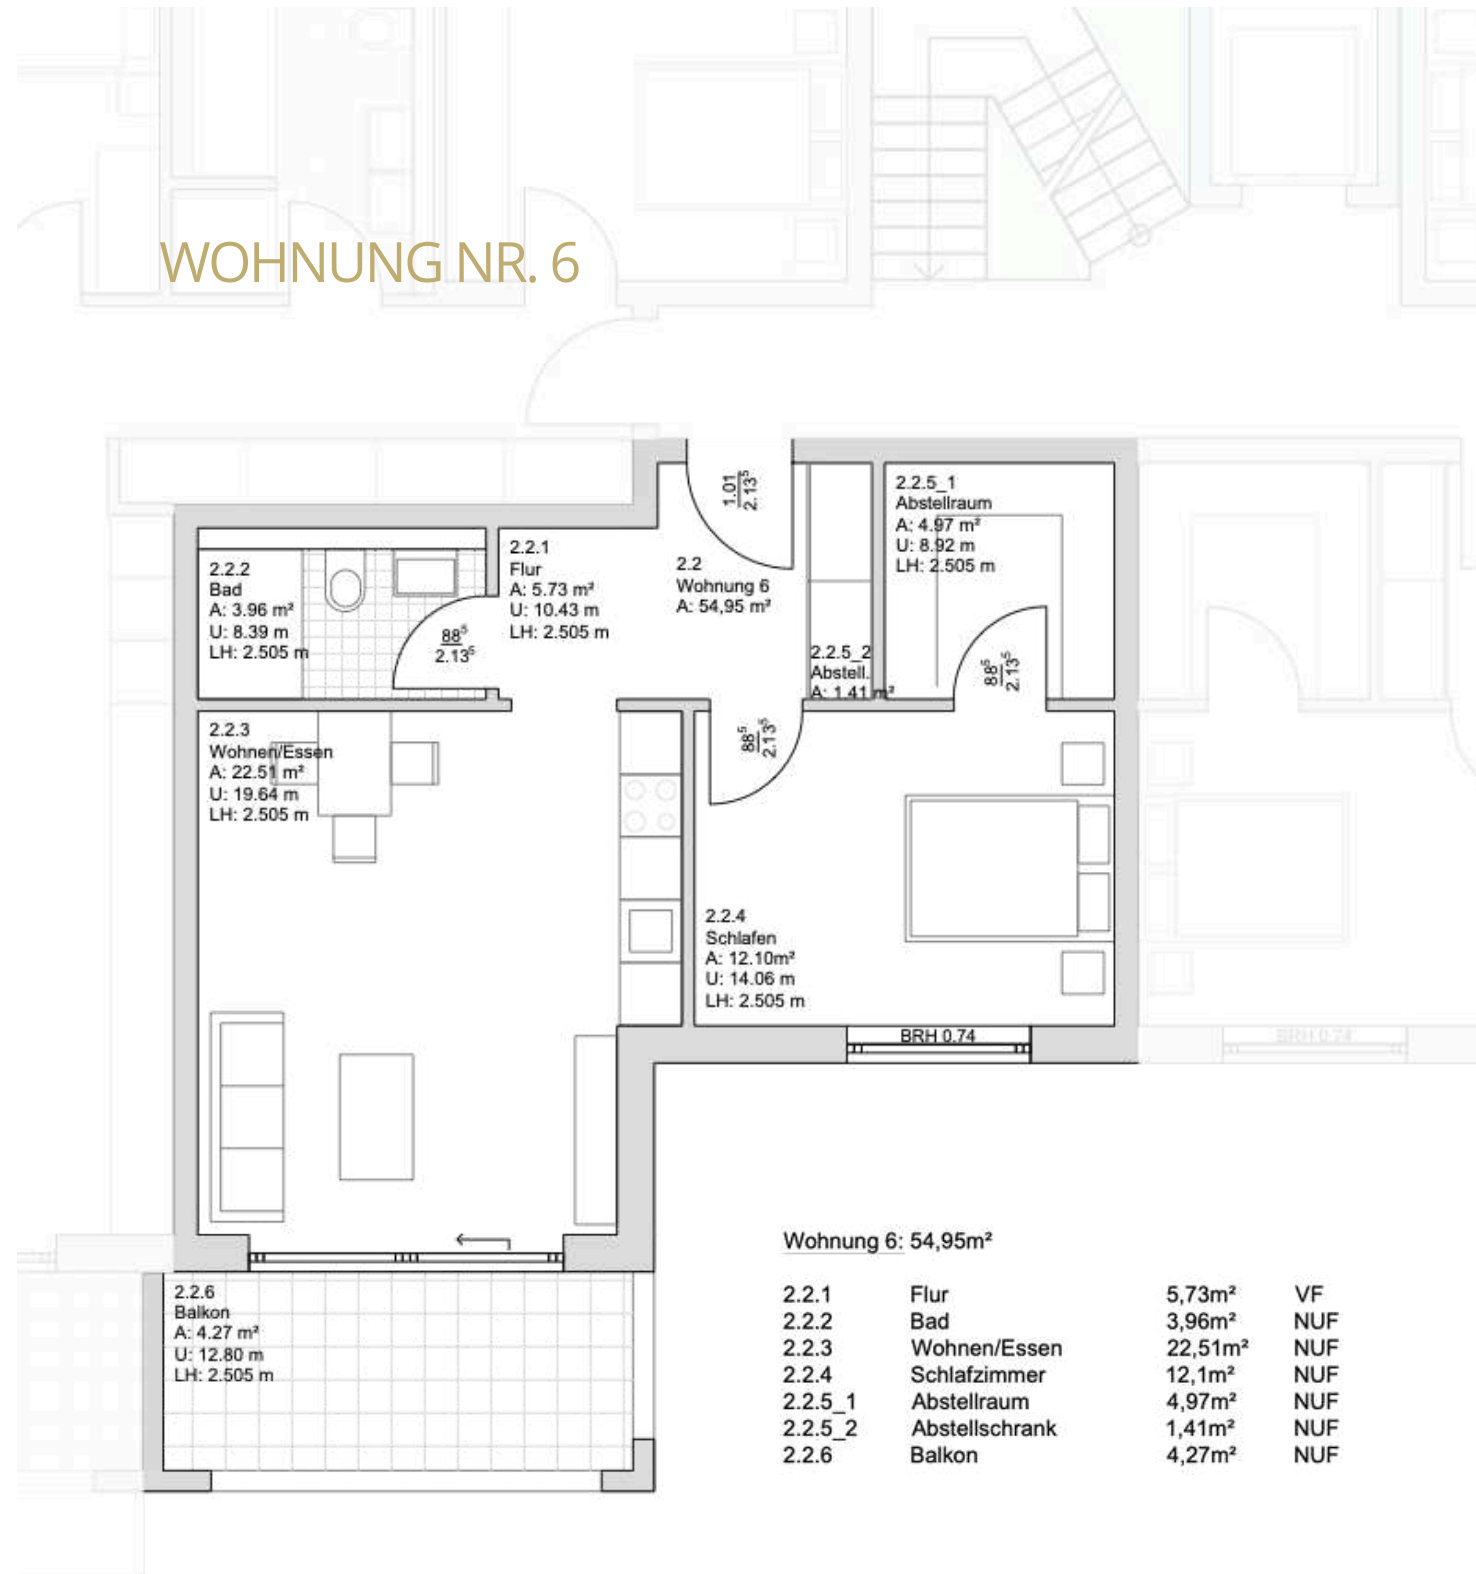 WOHNUNG NR. 6
1.01
2.13⁵
2.2.5_1
Abstellraum
A: 4.97 m²
U: 8.92 m
LH: 2.505 m
2.2.1
Flur
A: 5.73 m²
U: 10.43 m
LH: 2.505 m
2.2
Wohnung 6
A: 54,95 m²
2.2.2
Bad
A: 3.96 m²
U: 8.39 m
LH: 2.505 m
88⁵
2.13⁵
2.2.5_2
Abstell.
A: 1.41 m²
88⁵
2.13⁵
88⁵
2.13⁵
2.2.3
Wohnen/Essen
A: 22.51 m²
U: 19.64 m
LH: 2.505 m
2.2.4
Schlafen
A: 12.10m²
U: 14.06 m
LH: 2.505 m
BRH 0.74
BRH 0.74
2.2.6
Balkon
A: 4.27 m²
U: 12.80 m
LH: 2.505 m
Wohnung 6: 54,95m²
2.2.1 Flur 5,73m² VF
2.2.2 Bad 3,96m² NUF
2.2.3 Wohnen/Essen 22,51m² NUF
2.2.4 Schlafzimmer 12,1m² NUF
2.2.5_1 Abstellraum 4,97m² NUF
2.2.5_2 Abstellschrank 1,41m² NUF
2.2.6 Balkon 4,27m² NUF